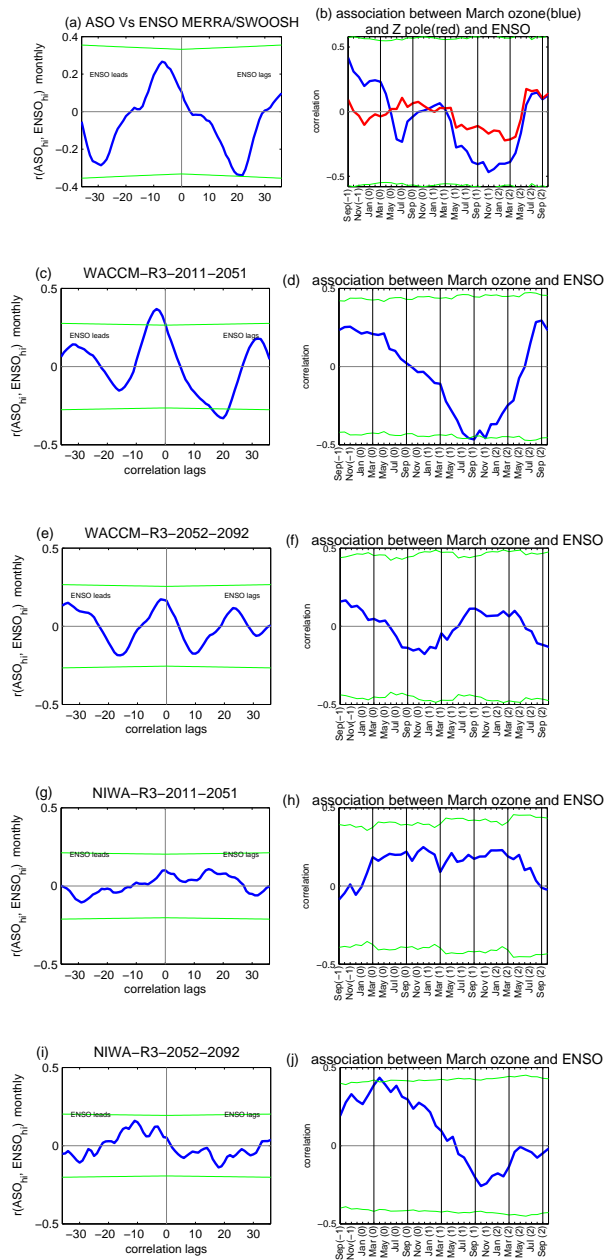 (a) ASO Vs ENSO MERRA/SWOOSH
r(ASO_hi, ENSO_hi) monthly
0.4
0.2
0
−0.2
−0.4
ENSO leads
ENSO lags
−30 −20 −10 0 10 20 30
(b) association between March ozone(blue)
and Z pole(red) and ENSO
correlation
0.5
0
−0.5
Sep(−1) Nov(−1) Jan (0) Mar (0) May (0) Jul (0) Sep (0) Nov (0) Jan (1) Mar (1) May (1) Jul (1) Sep (1) Nov (1) Jan (2) Mar (2) May (2) Jul (2) Sep (2)
(c) WACCM−R3−2011−2051
r(ASO_hi, ENSO_hi) monthly
0.5
0
−0.5
ENSO leads
ENSO lags
−30 −20 −10 0 10 20 30
correlation lags
(d) association between March ozone and ENSO
correlation
0.5
0
−0.5
Sep(−1) Nov(−1) Jan (0) Mar (0) May (0) Jul (0) Sep (0) Nov (0) Jan (1) Mar (1) May (1) Jul (1) Sep (1) Nov (1) Jan (2) Mar (2) May (2) Jul (2) Sep (2)
(e) WACCM−R3−2052−2092
r(ASO_hi, ENSO_hi) monthly
0.5
0
−0.5
ENSO leads
ENSO lags
−30 −20 −10 0 10 20 30
correlation lags
(f) association between March ozone and ENSO
correlation
0.5
0
−0.5
Sep(−1) Nov(−1) Jan (0) Mar (0) May (0) Jul (0) Sep (0) Nov (0) Jan (1) Mar (1) May (1) Jul (1) Sep (1) Nov (1) Jan (2) Mar (2) May (2) Jul (2) Sep (2)
(g) NIWA−R3−2011−2051
r(ASO_hi, ENSO_hi) monthly
0.5
0
−0.5
ENSO leads
ENSO lags
−30 −20 −10 0 10 20 30
correlation lags
(h) association between March ozone and ENSO
correlation
0.5
0
−0.5
Sep(−1) Nov(−1) Jan (0) Mar (0) May (0) Jul (0) Sep (0) Nov (0) Jan (1) Mar (1) May (1) Jul (1) Sep (1) Nov (1) Jan (2) Mar (2) May (2) Jul (2) Sep (2)
(i) NIWA−R3−2052−2092
r(ASO_hi, ENSO_hi) monthly
0.5
0
−0.5
ENSO leads
ENSO lags
−30 −20 −10 0 10 20 30
correlation lags
(j) association between March ozone and ENSO
correlation
0.5
0
−0.5
Sep(−1) Nov(−1) Jan (0) Mar (0) May (0) Jul (0) Sep (0) Nov (0) Jan (1) Mar (1) May (1) Jul (1) Sep (1) Nov (1) Jan (2) Mar (2) May (2) Jul (2) Sep (2)